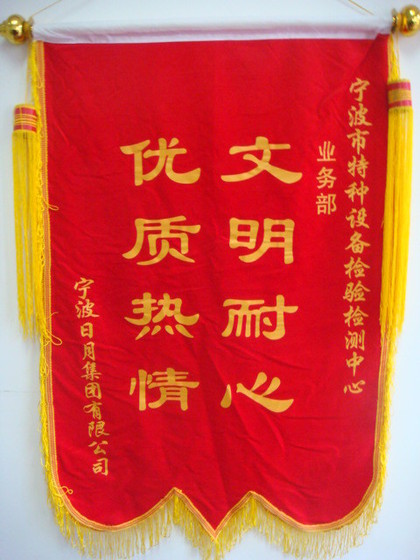 宁波市特种设备检验检测中心
业务部
文明耐心
优质热情
宁波日月集团有限公司